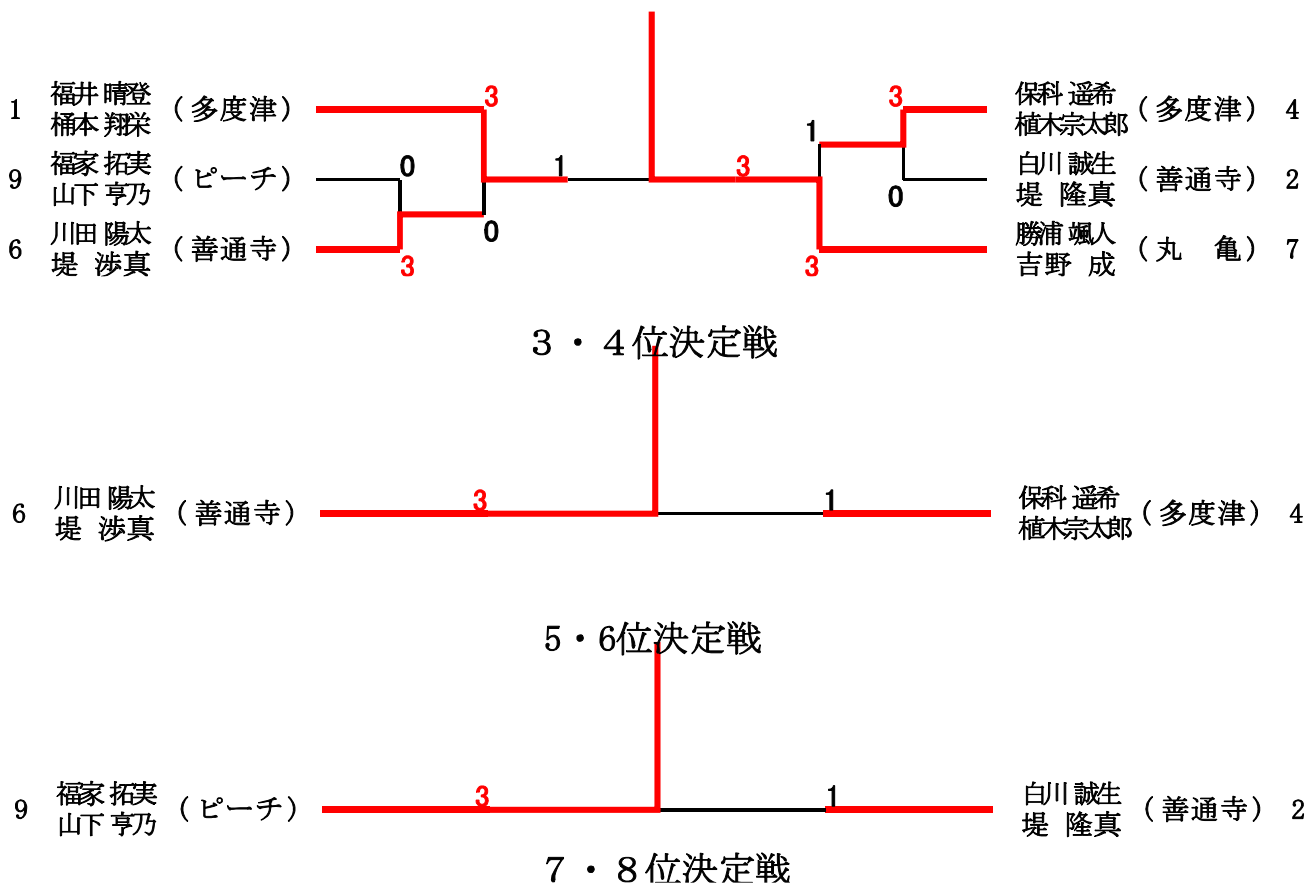 3
1 福井 晴登 (多度津)
桶本 翔栄
3
保科 遥希 (多度津) 4
植木宗太郎
0
1
1
3
9 福家 拓実 (ピーチ)
山下 亨乃
白川 誠生 (善通寺) 2
堤 隆真
0
0
6 川田 陽太 (善通寺)
堤 渉真
3
3
勝浦 颯人 (丸 亀) 7
吉野 成
3・4位決定戦
6 川田 陽太 (善通寺)
堤 渉真
3
1
保科 遥希 (多度津) 4
植木宗太郎
5・6位決定戦
9 福家 拓実 (ピーチ)
山下 亨乃
3
1
白川 誠生 (善通寺) 2
堤 隆真
7・8位決定戦